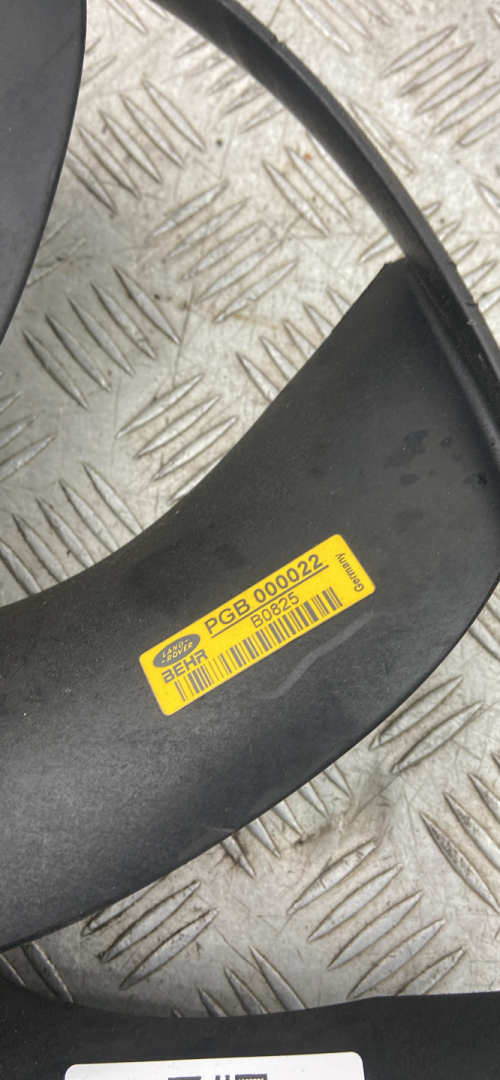 LAND-
-ROVER
PGB 000022
Germany
BEHR
B0825